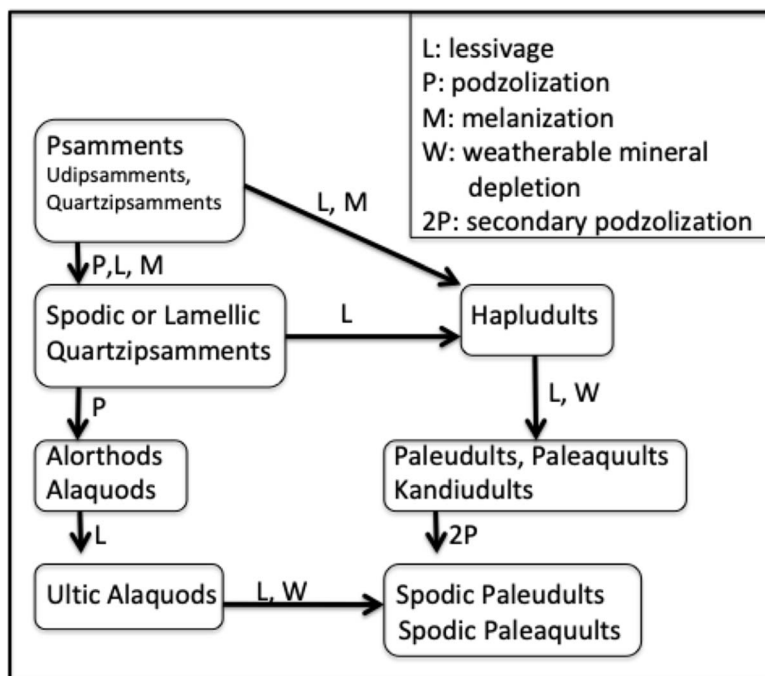 L: lessivage
P: podzolization
M: melanization
W: weatherable mineral
depletion
2P: secondary podzolization
Psamments
Udipsamments,
Quartzipsamments
L, M
P,L, M
Spodic or Lamellic
Quartzipsamments
L
Hapludults
P
L, W
Alorthods
Alaquods
Paleudults, Paleaquults
Kandiudults
L
2P
Ultic Alaquods
L, W
Spodic Paleudults
Spodic Paleaquults